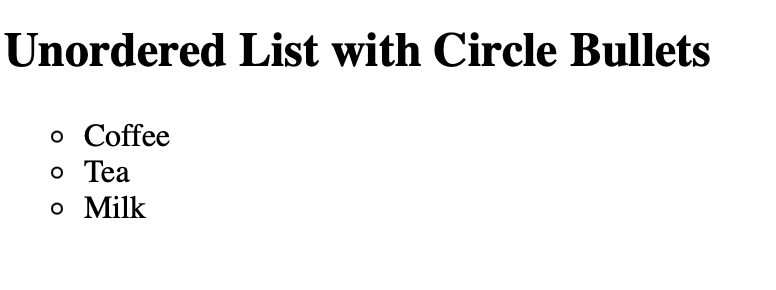 Unordered List with Circle Bullets
Coffee
Tea
Milk